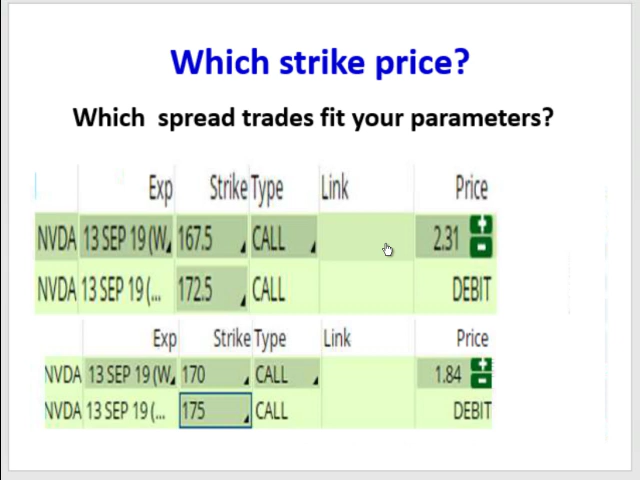 Which strike price?
Which spread trades fit your parameters?
Exp Strike Type Link Price
NVDA 13 SEP 19 (W 167.5 CALL 2.31
NVDA 13 SEP 19 (... 172.5 CALL DEBIT
Exp Strike Type Link Price
NVDA 13 SEP 19 (W 170 CALL 1.84
NVDA 13 SEP 19 (... 175 CALL DEBIT